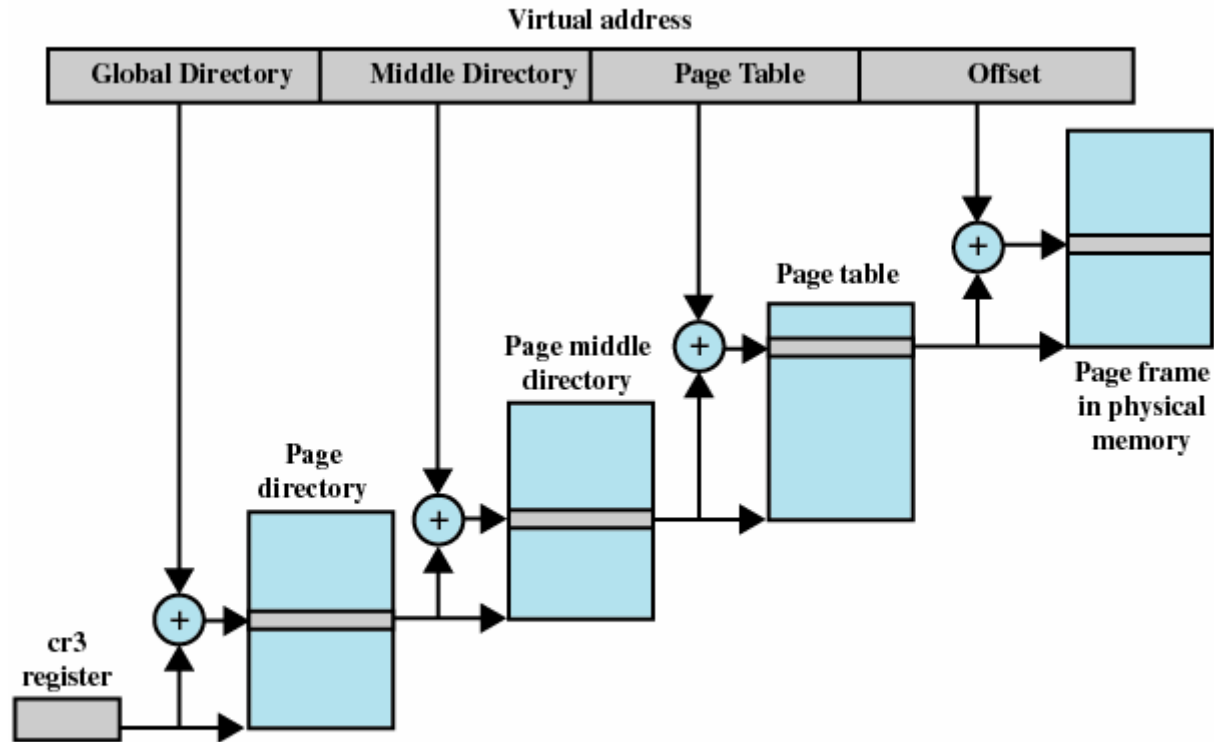 Virtual address
Global Directory
Middle Directory
Page Table
Offset
+
Page table
+
Page middle
directory
Page frame
in physical
memory
Page
directory
+
+
cr3
register